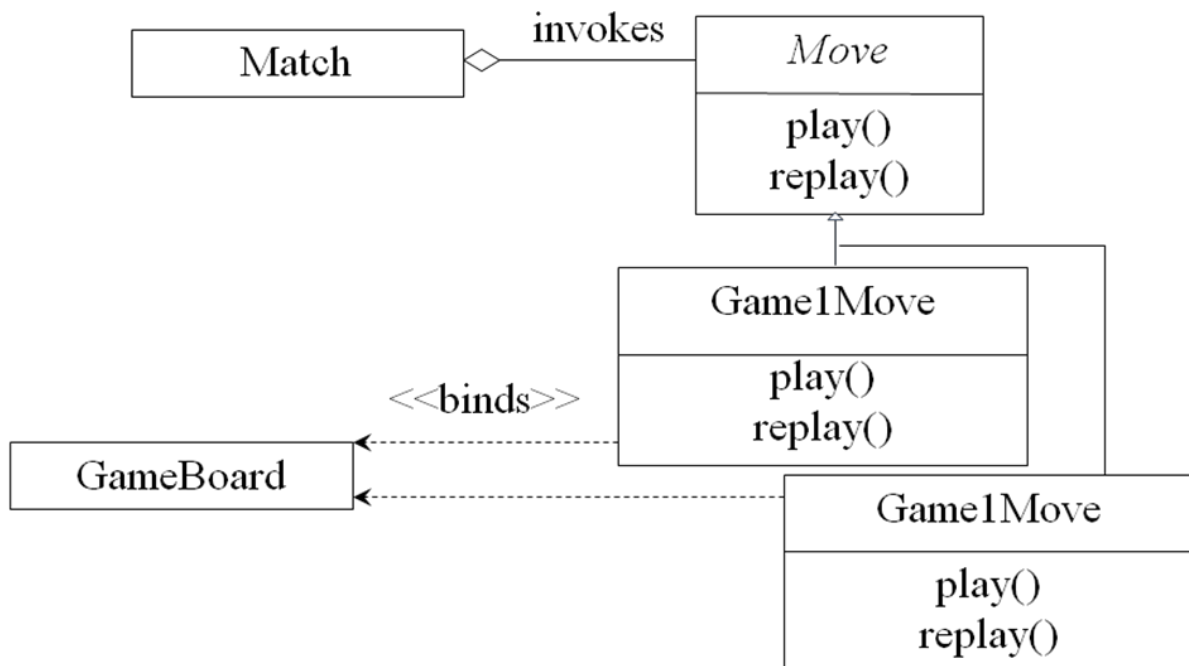 Match
invokes
Move
play()
replay()
Game1Move
play()
replay()
<<binds>>
GameBoard
Game1Move
play()
replay()